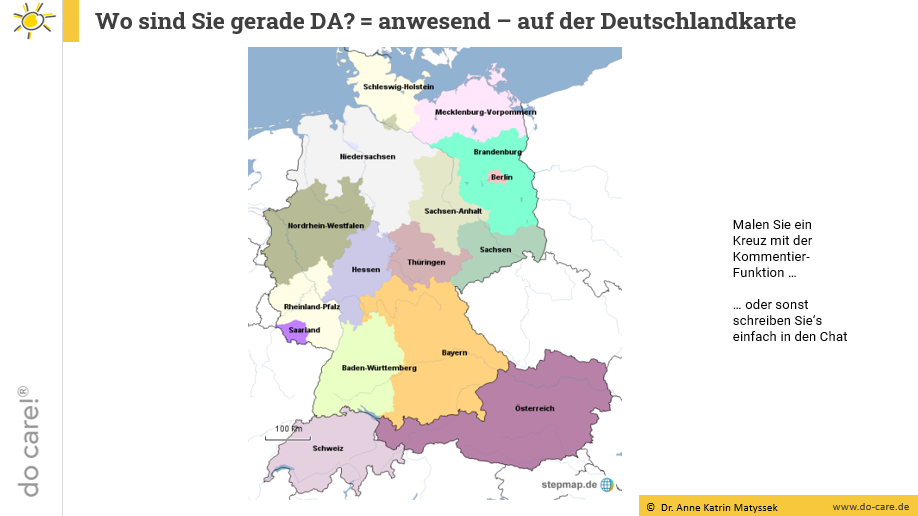 Wo sind Sie gerade DA? = anwesend – auf der Deutschlandkarte
Schleswig-Holstein
Mecklenburg-Vorpommern
Niedersachsen
Brandenburg
Berlin
Sachsen-Anhalt
Nordrhein-Westfalen
Sachsen
Thüringen
Hessen
Rheinland-Pfalz
Saarland
Bayern
Baden-Württemberg
Österreich
100 km
Schweiz
stepmap.de
Malen Sie ein
Kreuz mit der
Kommentier-
Funktion …
… oder sonst
schreiben Sie‘s
einfach in den Chat
do care!®
© Dr. Anne Katrin Matyssek
www.do-care.de